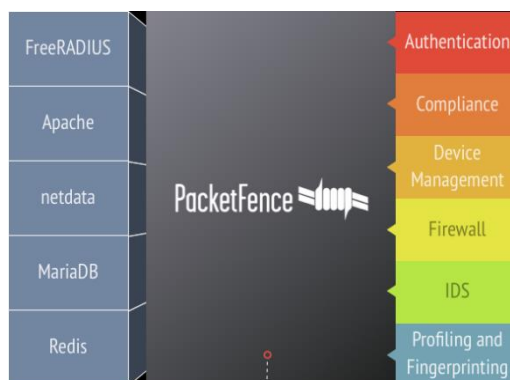 FreeRADIUS
Apache
netdata
MariaDB
Redis
PacketFence
Authentication
Compliance
Device
Management
Firewall
IDS
Profiling and
Fingerprinting